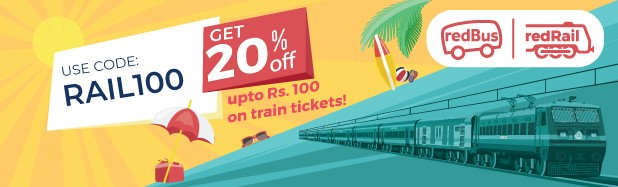 USE CODE:
RAIL100
GET
20%
off
upto Rs. 100
on train tickets!
redBus
redRail